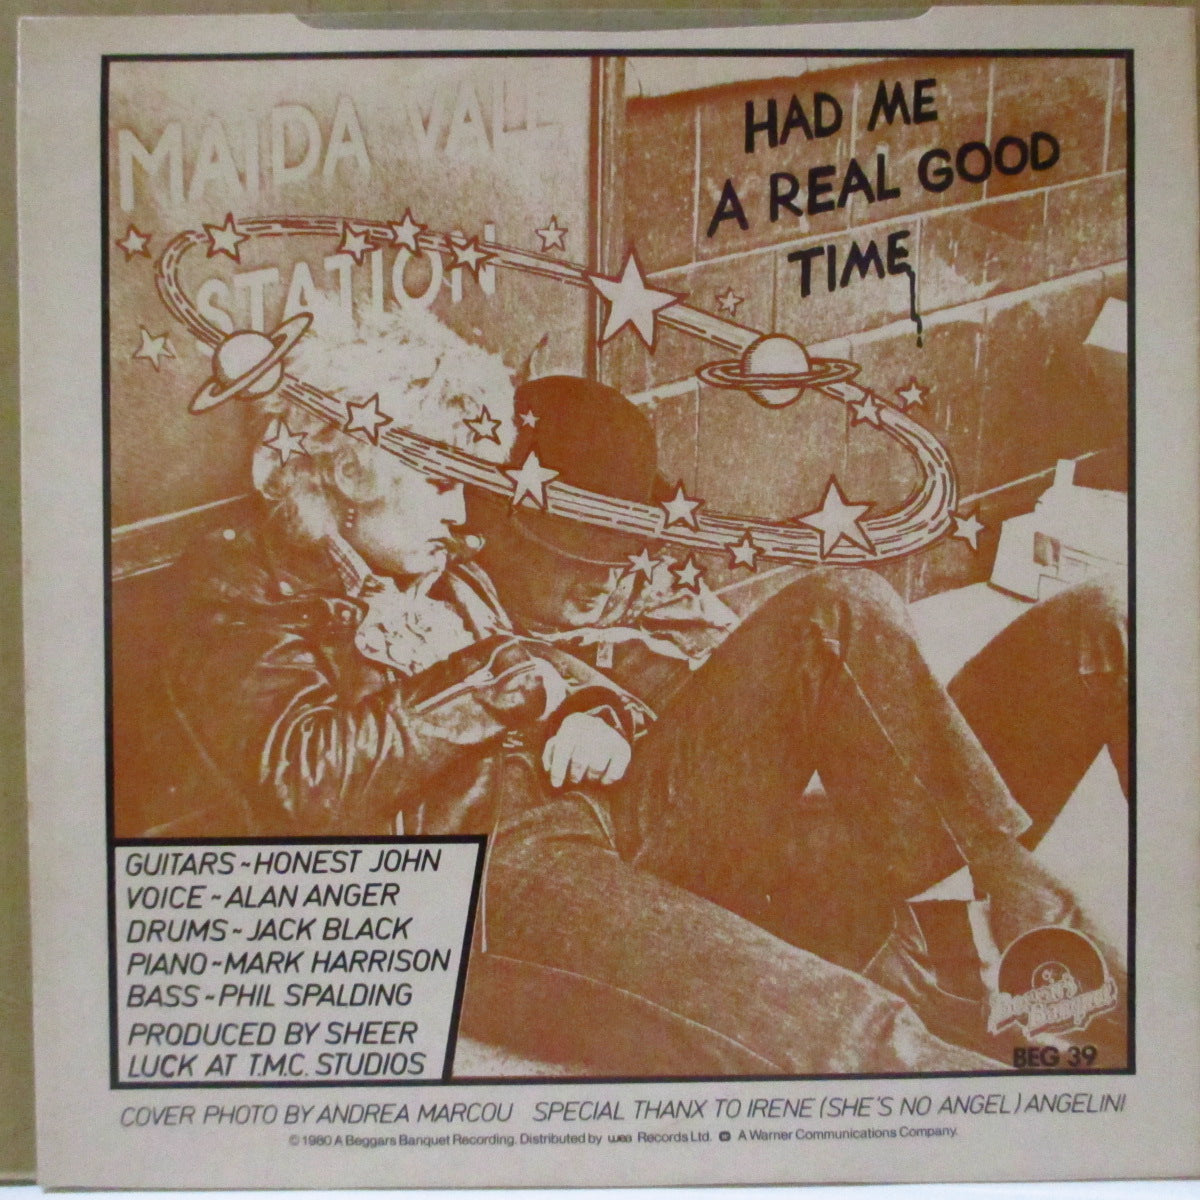 MAIDA VALE
STATION
HAD ME
A REAL GOOD
TIME
GUITARS~HONEST JOHN
VOICE~ALAN ANGER
DRUMS~JACK BLACK
PIANO~MARK HARRISON
BASS~PHIL SPALDING
PRODUCED BY SHEER
LUCK AT T.M.C. STUDIOS
Beggars
Banquet
BEG 39
COVER PHOTO BY ANDREA MARCOU SPECIAL THANX TO IRENE (SHE'S NO ANGEL) ANGELINI
© 1980 A Beggars Banquet Recording. Distributed by wea Records Ltd. A Warner Communications Company.